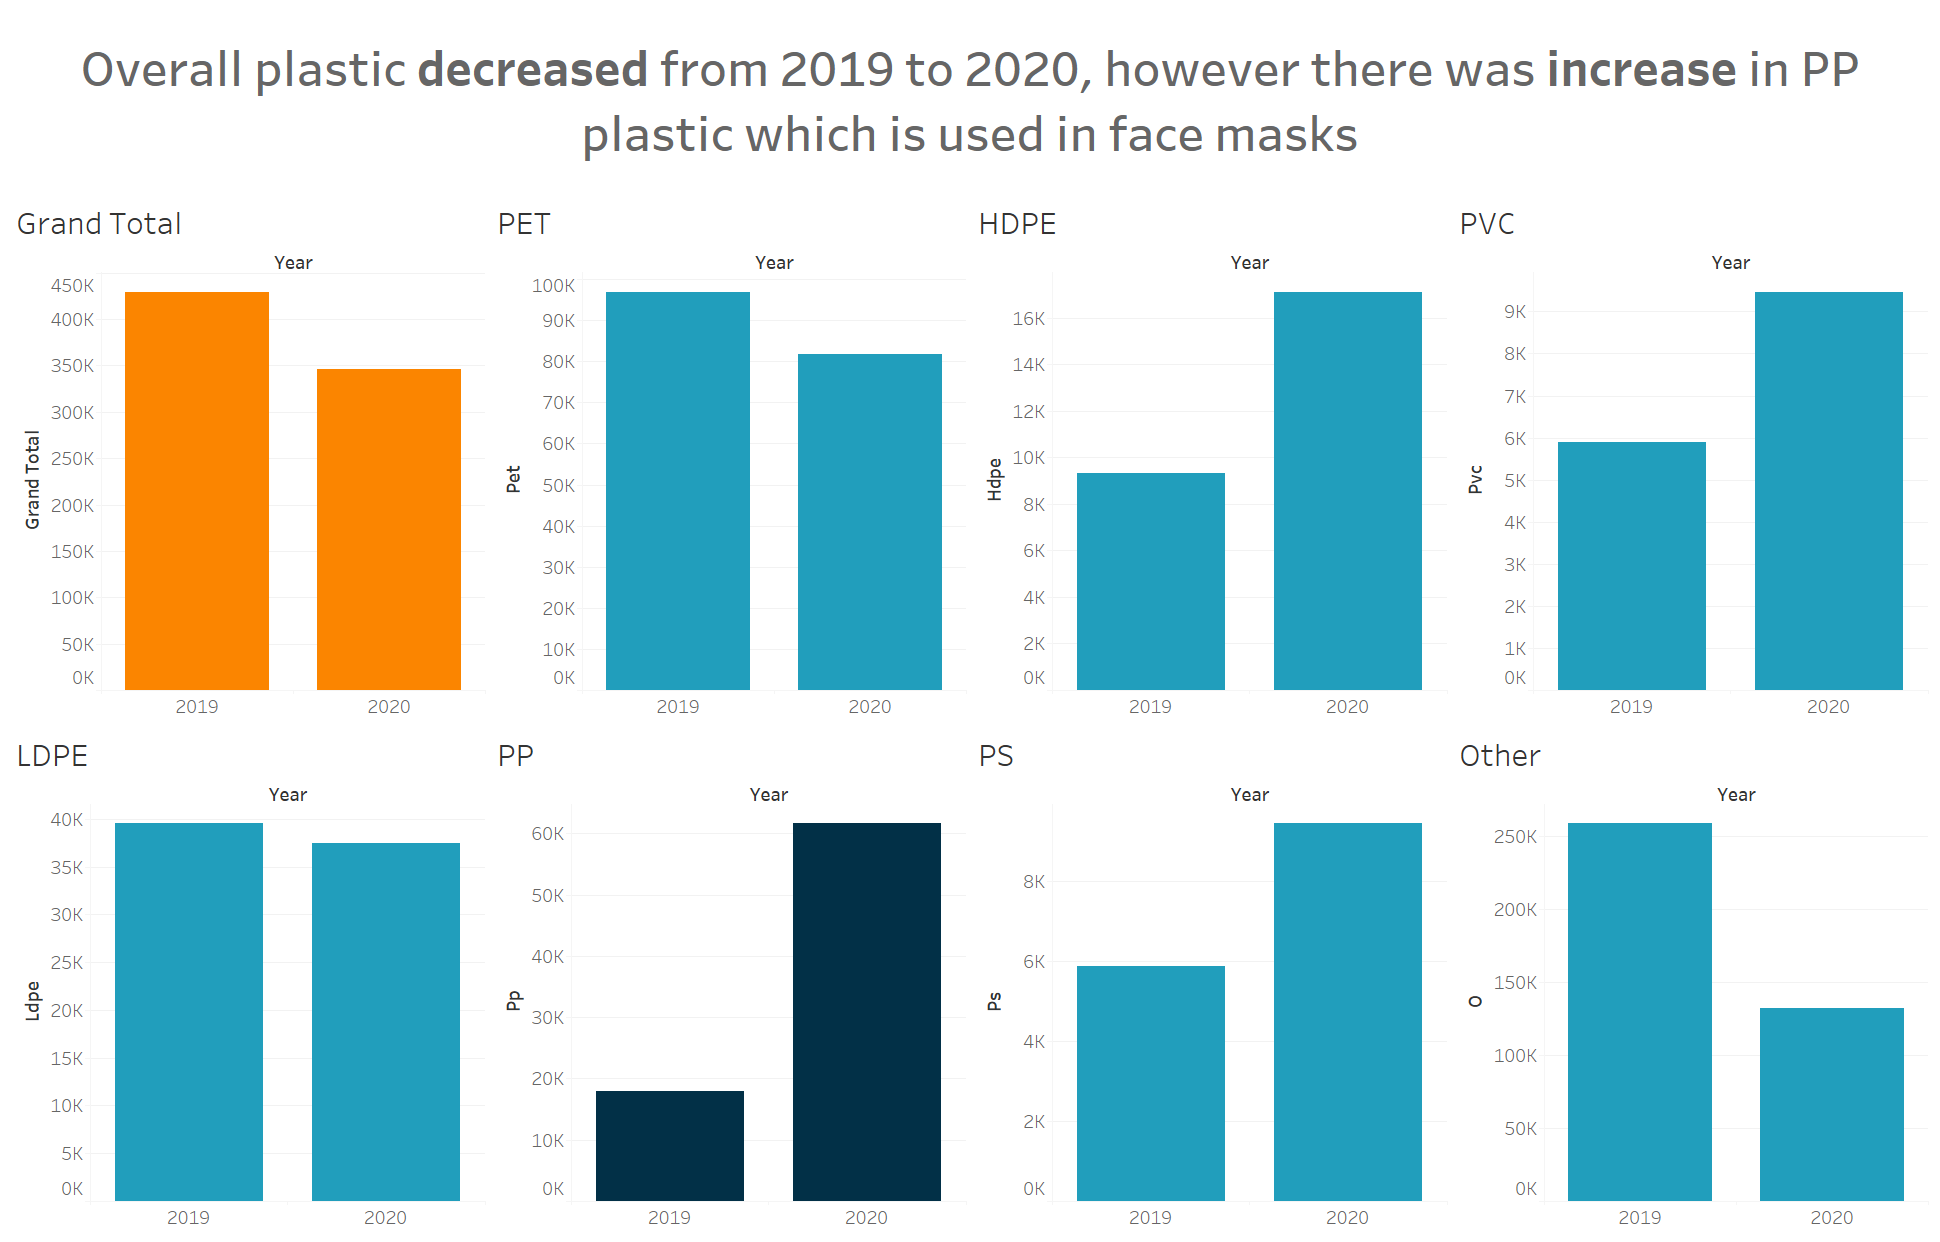 Overall plastic decreased from 2019 to 2020, however there was increase in PP
plastic which is used in face masks
Grand Total
Year
450K
400K
350K
300K
250K
200K
150K
100K
50K
0K
Grand Total
2019 2020
PET
Year
100K
90K
80K
70K
60K
50K
40K
30K
20K
10K
0K
Pet
2019 2020
HDPE
Year
16K
14K
12K
10K
8K
6K
4K
2K
0K
Hdpe
2019 2020
PVC
Year
9K
8K
7K
6K
5K
4K
3K
2K
1K
0K
Pvc
2019 2020
LDPE
Year
40K
35K
30K
25K
20K
15K
10K
5K
0K
Ldpe
2019 2020
PP
Year
60K
50K
40K
30K
20K
10K
0K
Pp
2019 2020
PS
Year
8K
6K
4K
2K
0K
Ps
2019 2020
Other
Year
250K
200K
150K
100K
50K
0K
O
2019 2020